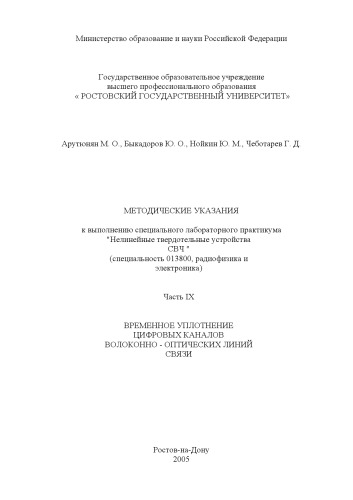 Министерство образование и науки Российской Федерации
Государственное образовательное учреждение
высшего профессионального образования
« РОСТОВСКИЙ ГОСУДАРСТВЕННЫЙ УНИВЕРСИТЕТ»
Арутюнян М. О., Быкадоров Ю. О., Нойкин Ю. М., Чеботарев Г. Д.
МЕТОДИЧЕСКИЕ УКАЗАНИЯ
к выполнению специального лабораторного практикума
"Нелинейные твердотельные устройства
СВЧ "
(специальность 013800, радиофизика и
электроника)
Часть IX
ВРЕМЕННОЕ УПЛОТНЕНИЕ
ЦИФРОВЫХ КАНАЛОВ
ВОЛОКОННО - ОПТИЧЕСКИХ ЛИНИЙ
СВЯЗИ
Ростов-на-Дону
2005